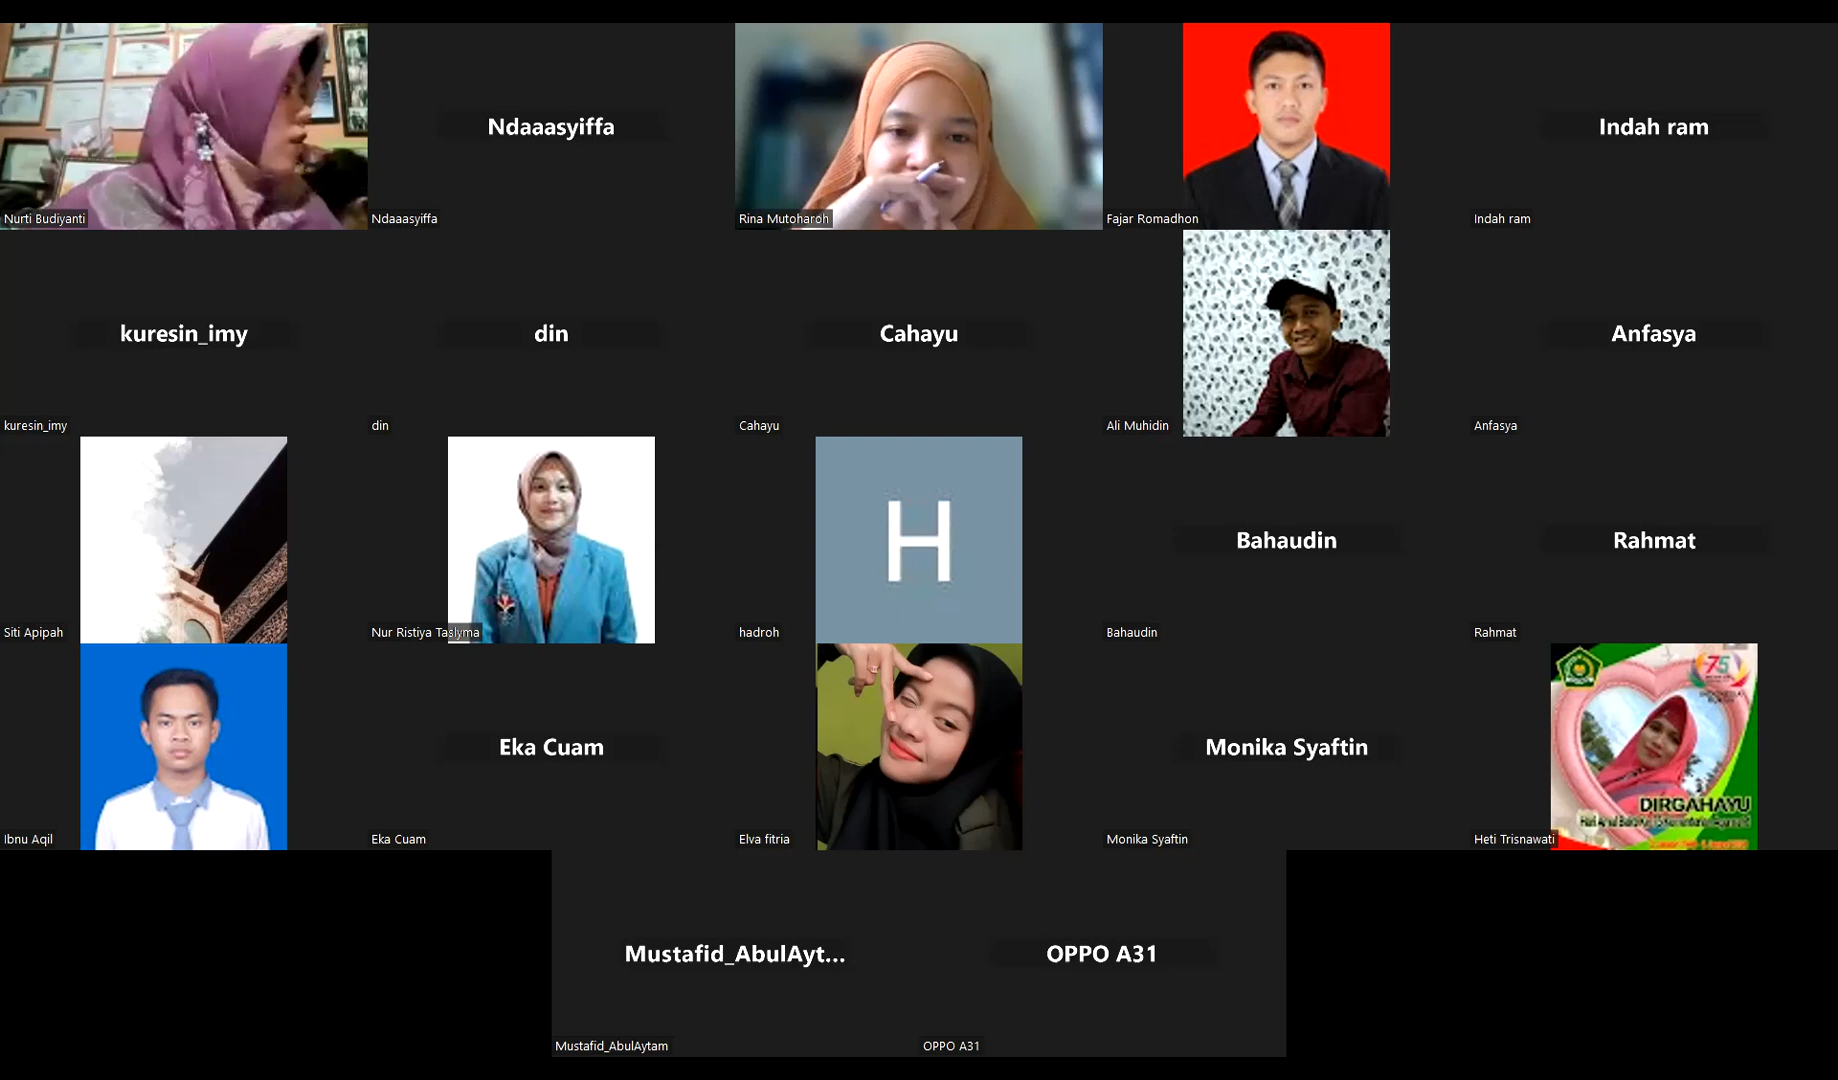 Nurti Budiyanti
Ndaaasyiffa
Ndaaasyiffa
Rina Mutoharoh
Fajar Romadhon
Indah ram
Indah ram
kuresin_imy
kuresin_imy
din
din
Cahayu
Cahayu
Ali Muhidin
Anfasya
Anfasya
Siti Apipah
Nur Ristiya Taslyma
H
hadroh
Bahaudin
Bahaudin
Rahmat
Rahmat
Ibnu Aqil
Eka Cuam
Eka Cuam
Elva fitria
Monika Syaftin
Monika Syaftin
75
DIRGAHAYU
Heti Trisnawati
Mustafid_AbulAyt...
Mustafid_AbulAytam
OPPO A31
OPPO A31